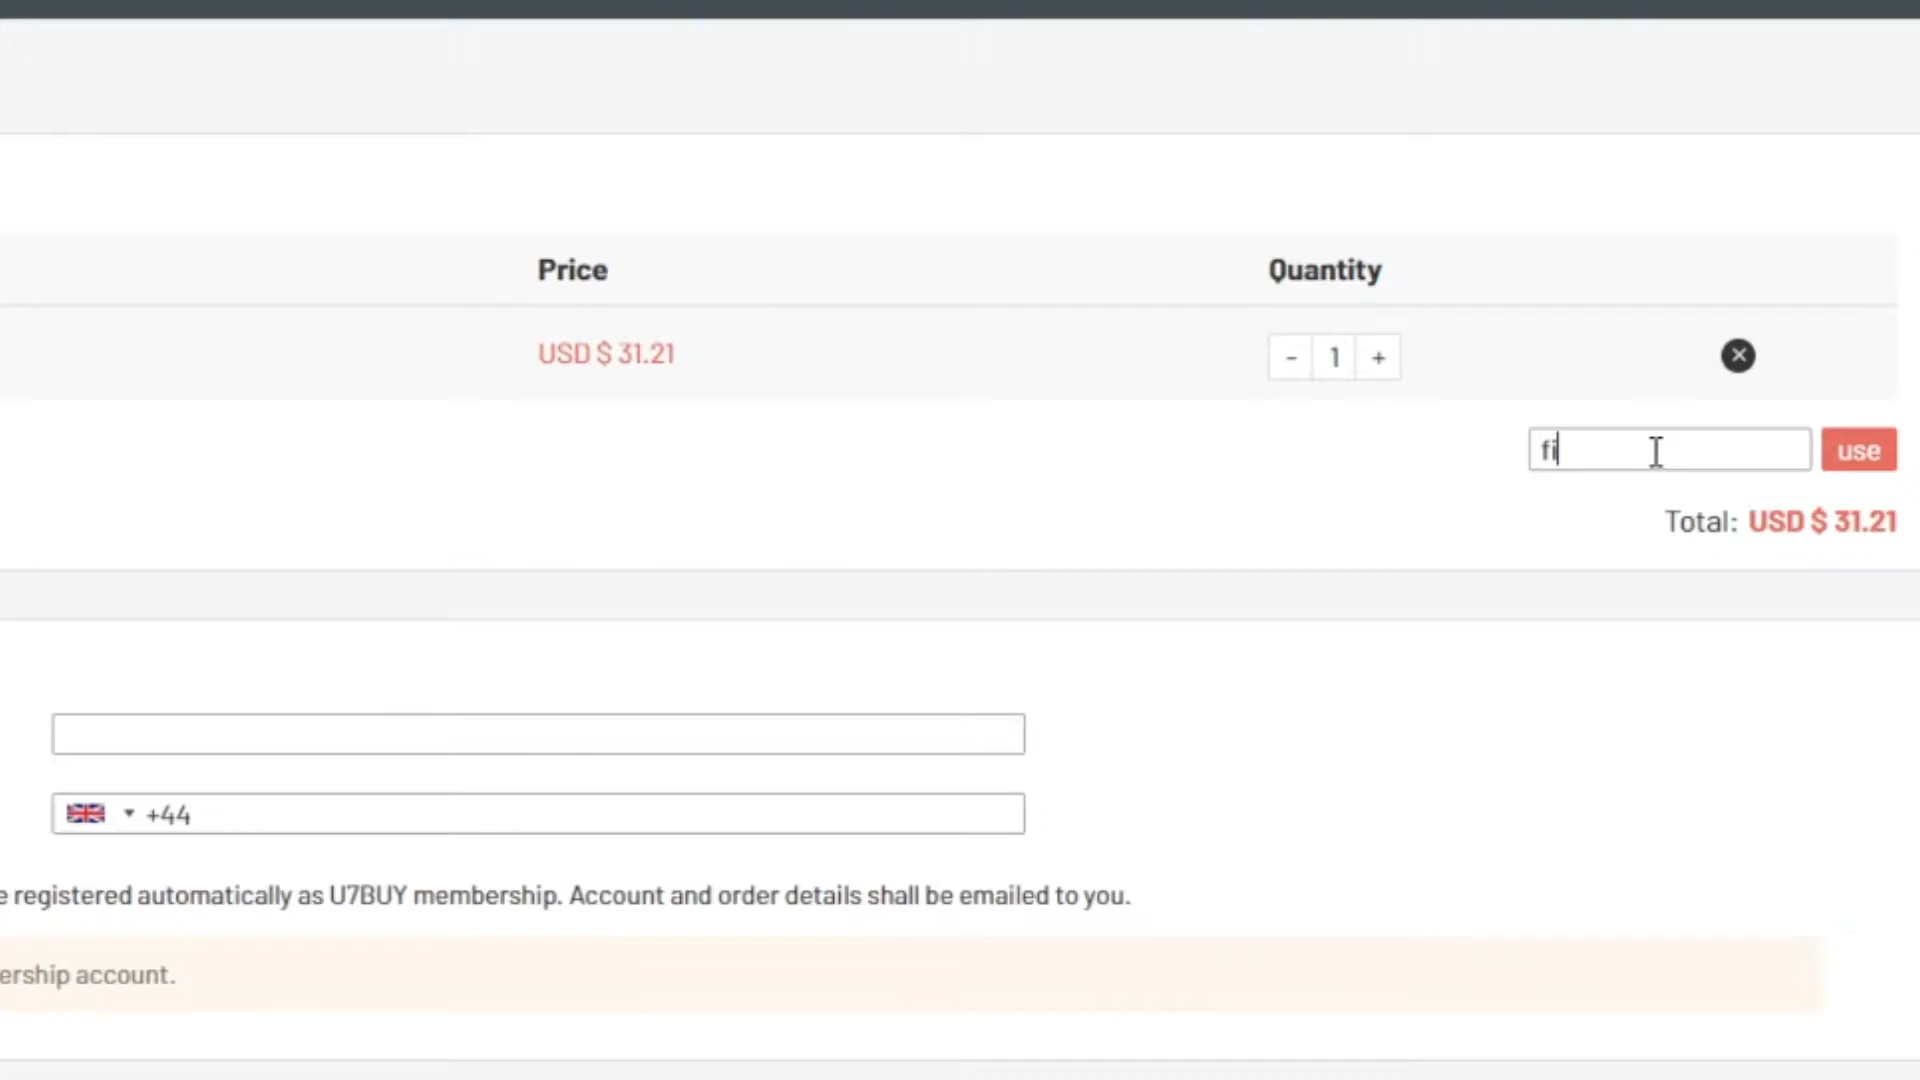 Price Quantity
USD $ 31.21 - 1 +
fi use
Total: USD $ 31.21
+44
e registered automatically as U7BUY membership. Account and order details shall be emailed to you.
ership account.